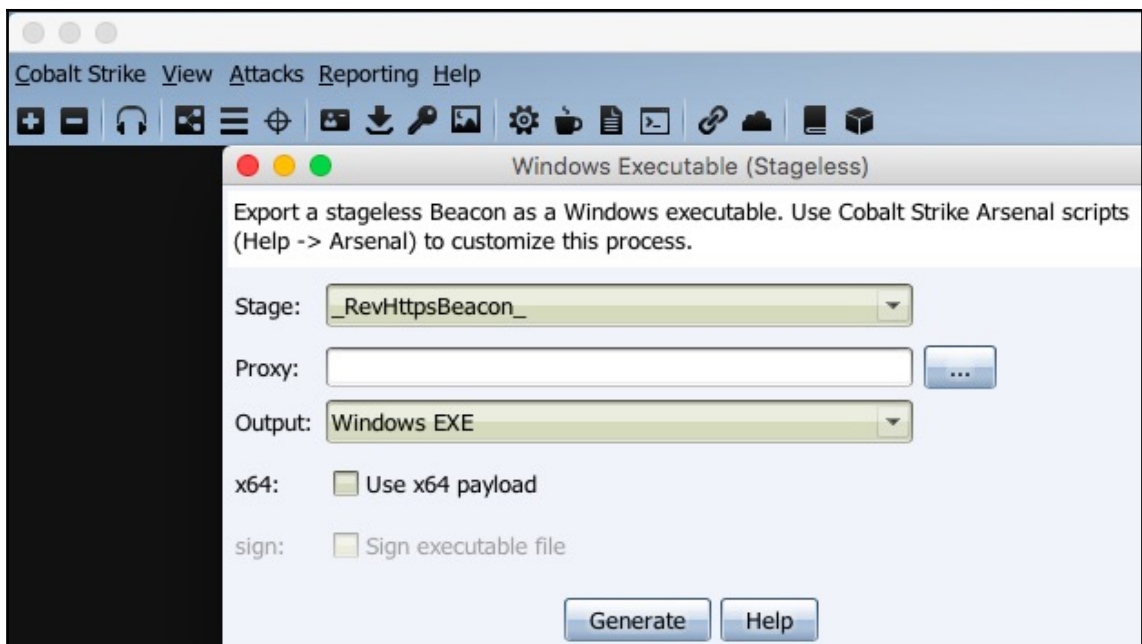 Cobalt Strike View Attacks Reporting Help
Windows Executable (Stageless)
Export a stageless Beacon as a Windows executable. Use Cobalt Strike Arsenal scripts
(Help -> Arsenal) to customize this process.
Stage: _RevHttpsBeacon_
Proxy: ...
Output: Windows EXE
x64: Use x64 payload
sign: Sign executable file
Generate Help